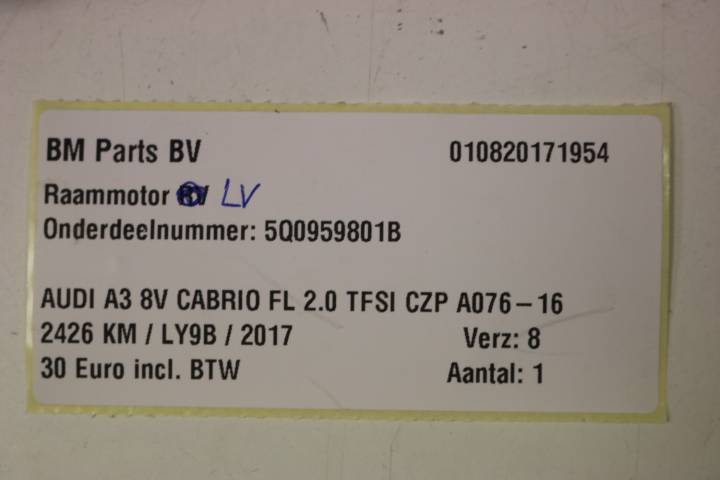 BM Parts BV 010820171954
Raammotor LV
Onderdeelnummer: 5Q0959801B
AUDI A3 8V CABRIO FL 2.0 TFSI CZP A076-16
2426 KM / LY9B / 2017 Verz: 8
30 Euro incl. BTW Aantal: 1